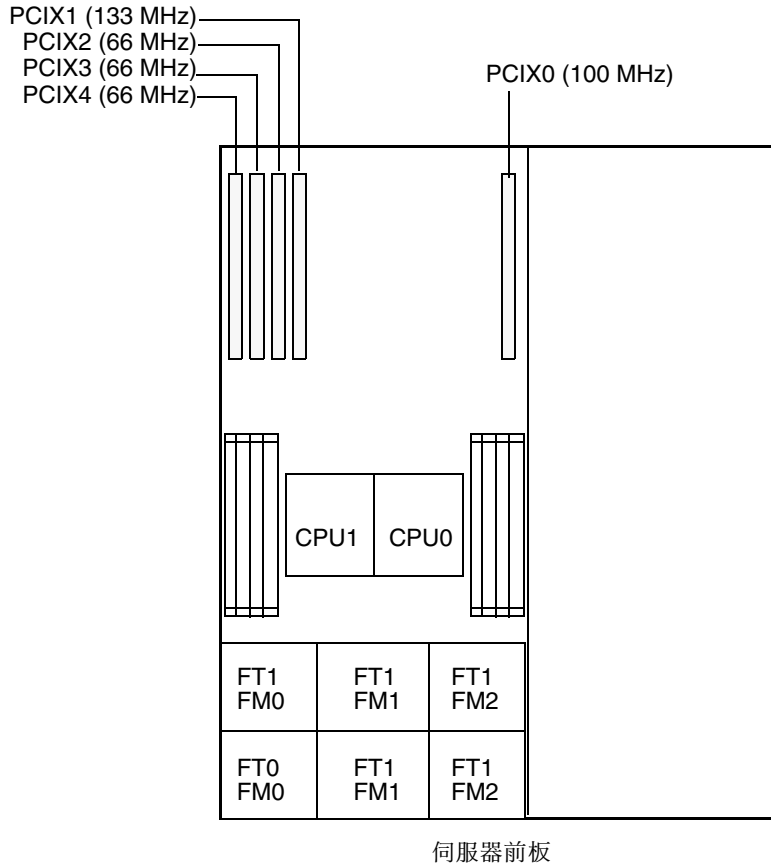 PCIX1 (133 MHz)
PCIX2 (66 MHz)
PCIX3 (66 MHz)
PCIX4 (66 MHz)
PCIX0 (100 MHz)
CPU1
CPU0
FT1
FM0
FT1
FM1
FT1
FM2
FT0
FM0
FT1
FM1
FT1
FM2
伺服器前板